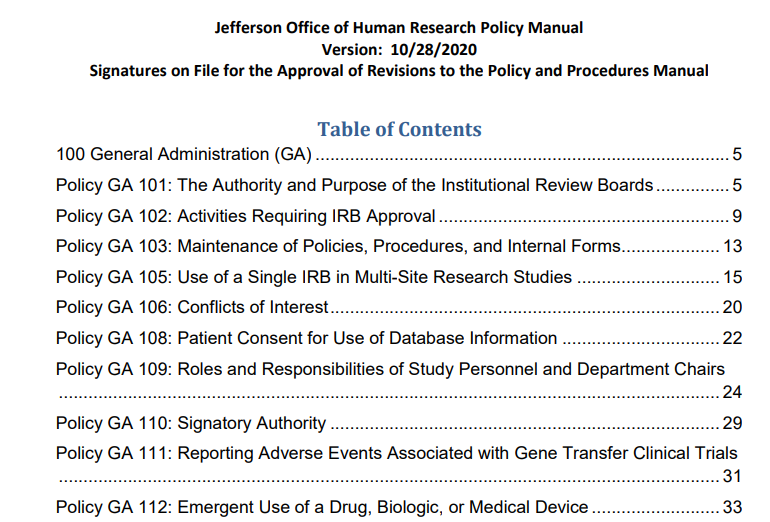 Jefferson Office of Human Research Policy Manual
Version: 10/28/2020
Signatures on File for the Approval of Revisions to the Policy and Procedures Manual
Table of Contents
100 General Administration (GA) ................................................................................ 5
Policy GA 101: The Authority and Purpose of the Institutional Review Boards .............. 5
Policy GA 102: Activities Requiring IRB Approval ........................................................ 9
Policy GA 103: Maintenance of Policies, Procedures, and Internal Forms................... 13
Policy GA 105: Use of a Single IRB in Multi-Site Research Studies ............................ 15
Policy GA 106: Conflicts of Interest........................................................................... 20
Policy GA 108: Patient Consent for Use of Database Information .............................. 22
Policy GA 109: Roles and Responsibilities of Study Personnel and Department Chairs
................................................................................................................................ 24
Policy GA 110: Signatory Authority ........................................................................... 29
Policy GA 111: Reporting Adverse Events Associated with Gene Transfer Clinical Trials
................................................................................................................................ 31
Policy GA 112: Emergent Use of a Drug, Biologic, or Medical Device ......................... 33